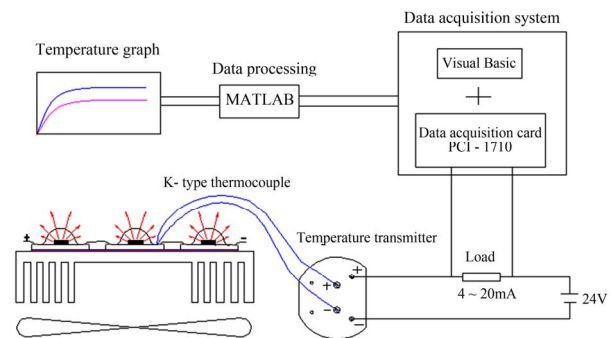 Data acquisition system
Temperature graph
Data processing
Visual Basic
MATLAB
+
Data acquisition card
PCI - 1710
K- type thermocouple
Temperature transmitter
Load
4 ~ 20mA
24V
+
-
+
+
−
−